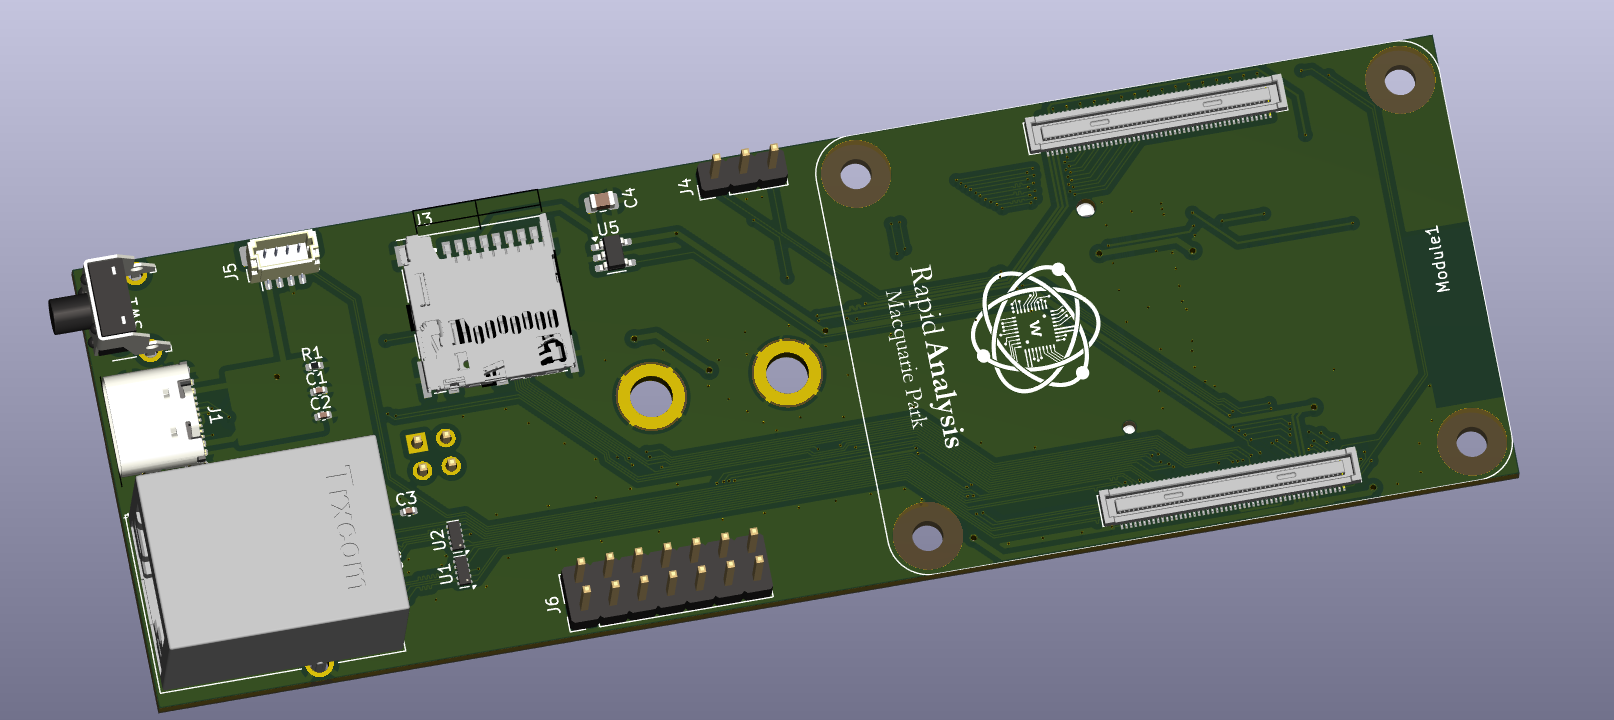 J3
C4
U5
J4
J5
Module1
Rapid Analysis
Macquarie Park
W
R1
C1
C2
J1
Trxcom
C3
U2
U1
J6